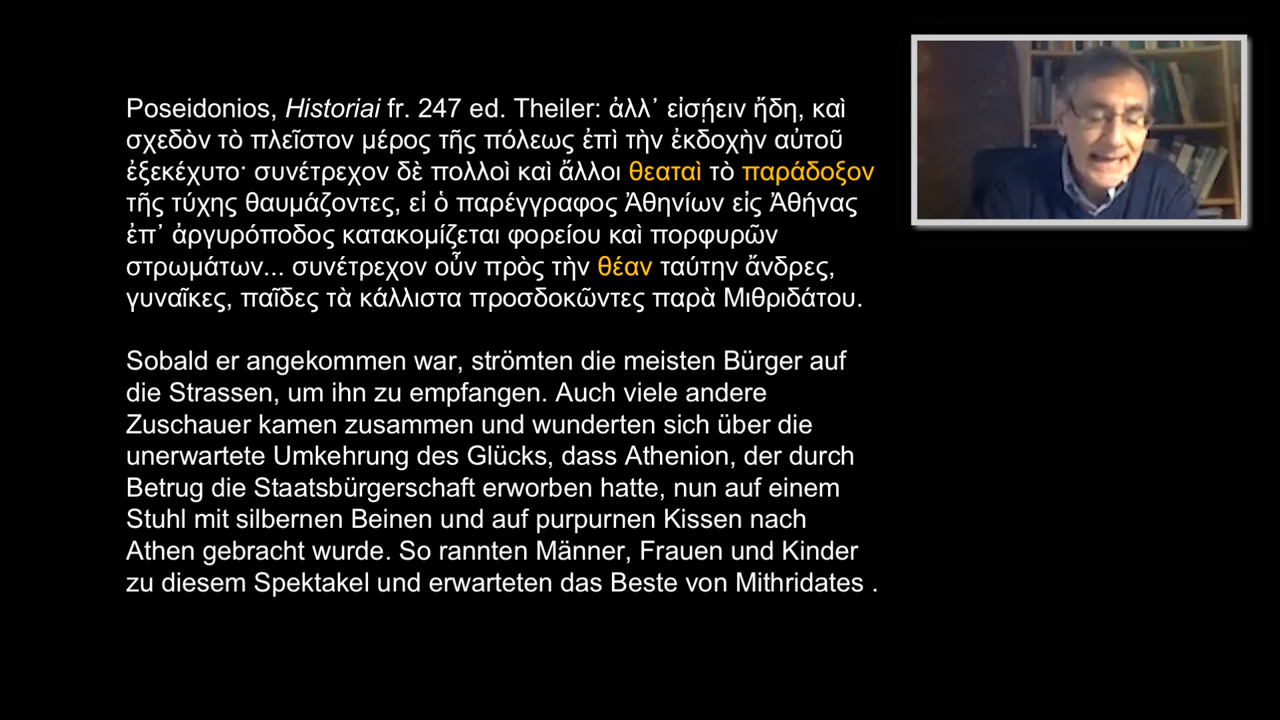 Poseidonios, Historiai fr. 247 ed. Theiler: ἀλλ᾿ εἰσῄειν ἤδη, καὶ
σχεδὸν τὸ πλεῖστον μέρος τῆς πόλεως ἐπὶ τὴν ἐκδοχὴν αὐτοῦ
ἐξεκέχυτο· συνέτρεχον δὲ πολλοὶ καὶ ἄλλοι θεαταὶ τὸ παράδοξον
τῆς τύχης θαυμάζοντες, εἰ ὁ παρέγγραφος Ἀθηνίων εἰς Ἀθήνας
ἐπ᾿ ἀργυρόποδος κατακομίζεται φορείου καὶ πορφυρῶν
στρωμάτων... συνέτρεχον οὖν πρὸς τὴν θέαν ταύτην ἄνδρες,
γυναῖκες, παῖδες τὰ κάλλιστα προσδοκῶντες παρὰ Μιθριδάτου.
Sobald er angekommen war, strömten die meisten Bürger auf
die Strassen, um ihn zu empfangen. Auch viele andere
Zuschauer kamen zusammen und wunderten sich über die
unerwartete Umkehrung des Glücks, dass Athenion, der durch
Betrug die Staatsbürgerschaft erworben hatte, nun auf einem
Stuhl mit silbernen Beinen und auf purpurnen Kissen nach
Athen gebracht wurde. So rannten Männer, Frauen und Kinder
zu diesem Spektakel und erwarteten das Beste von Mithridates .